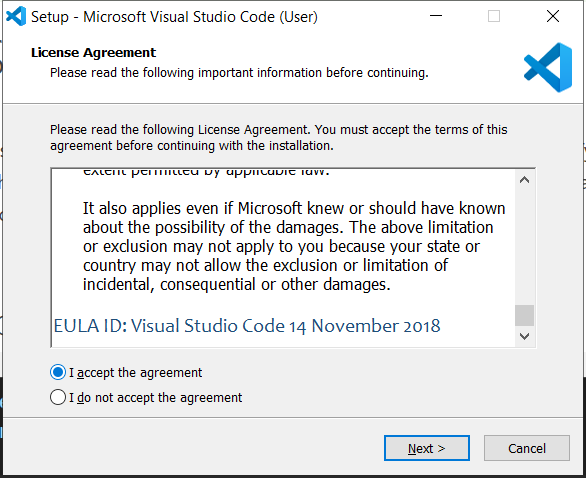 Setup - Microsoft Visual Studio Code (User)
License Agreement
Please read the following important information before continuing.
Please read the following License Agreement. You must accept the terms of this
agreement before continuing with the installation.
extent permitted by applicable law.
It also applies even if Microsoft knew or should have known
about the possibility of the damages. The above limitation
or exclusion may not apply to you because your state or
country may not allow the exclusion or limitation of
incidental, consequential or other damages.
EULA ID: Visual Studio Code 14 November 2018
I accept the agreement
I do not accept the agreement
Next >
Cancel